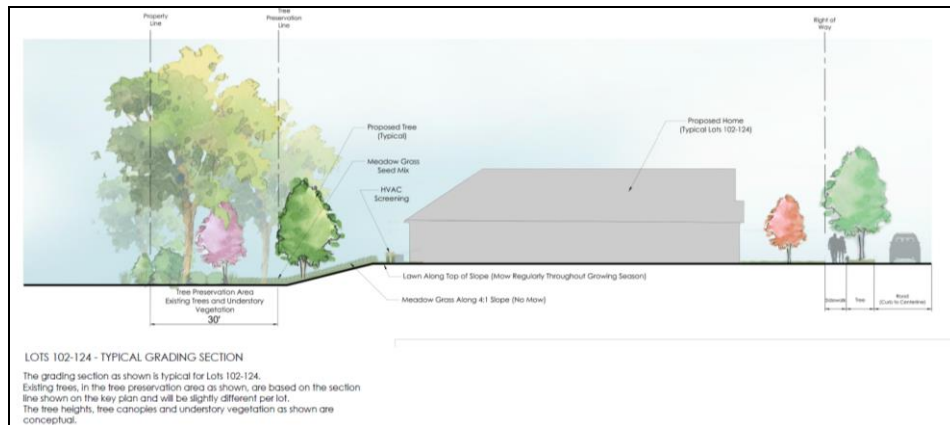 Property
Line
Tree
Preservation
Line
Right of
Way
Proposed Tree
(Typical)
Proposed Home
(Typical Lots 102-124)
Meadow Grass
Seed Mix
HVAC
Screening
Lawn Along Top of Slope (Mow Regularly Throughout Growing Season)
Meadow Grass Along 4:1 Slope (No Mow)
Tree Preservation Area
Existing Trees and Understory
Vegetation
30'
Sidewalk
Tree
Road
(Curb to Centerline)
LOTS 102-124 - TYPICAL GRADING SECTION
The grading section as shown is typical for Lots 102-124.
Existing trees, in the tree preservation area as shown, are based on the section
line shown on the key plan and will be slightly different per lot.
The tree heights, tree canopies and understory vegetation as shown are
conceptual.